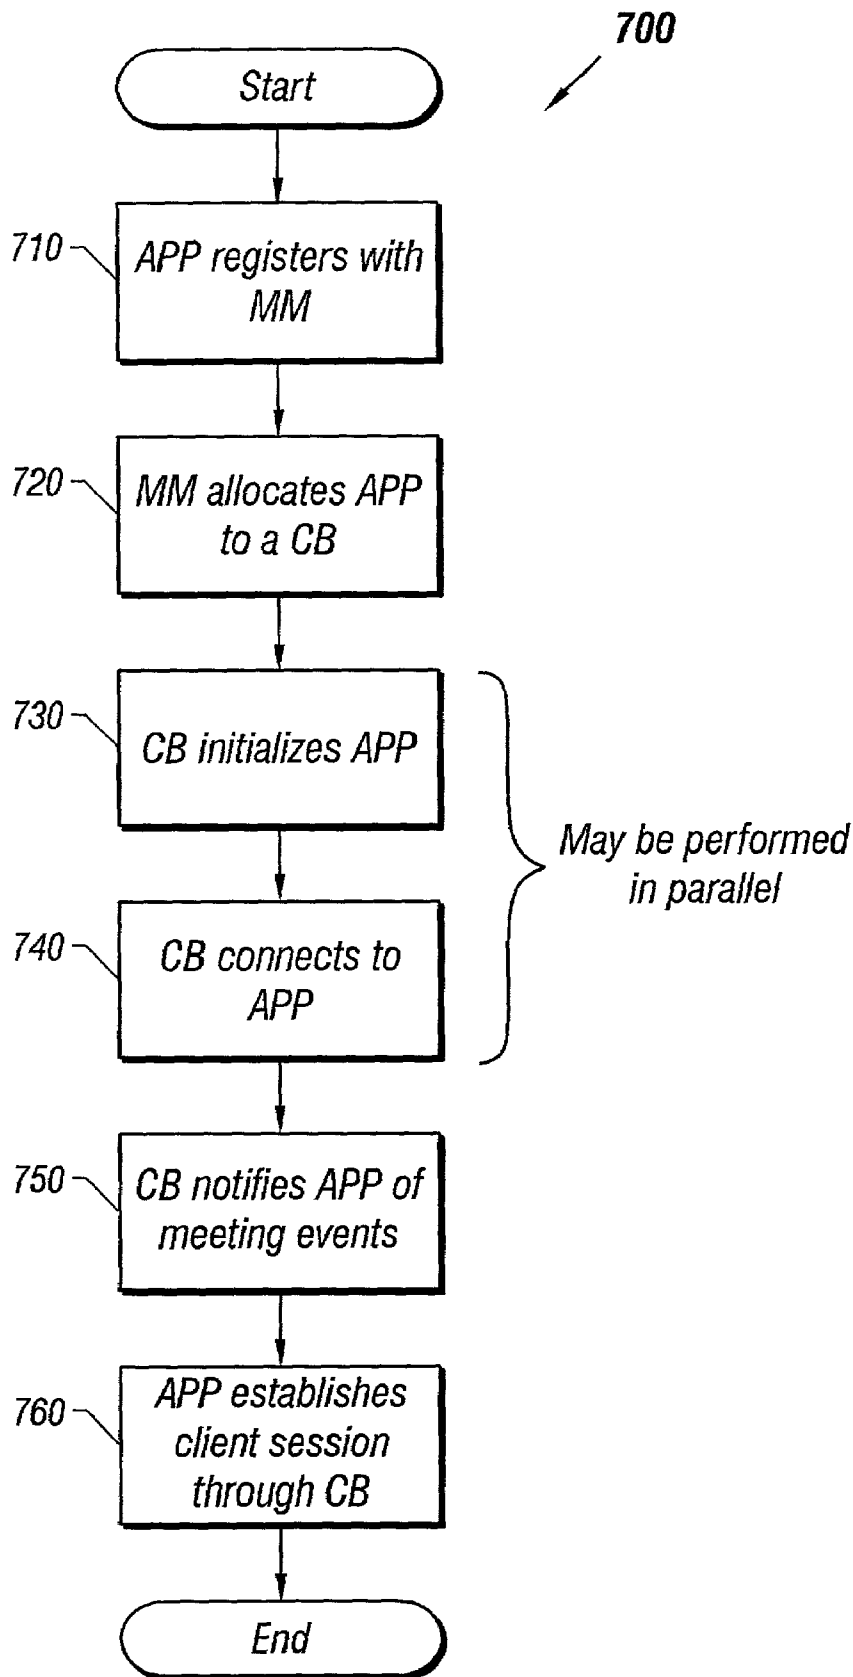 700
Start
710
APP registers with
MM
720
MM allocates APP
to a CB
730
CB initializes APP
May be performed
in parallel
740
CB connects to
APP
750
CB notifies APP of
meeting events
760
APP establishes
client session
through CB
End